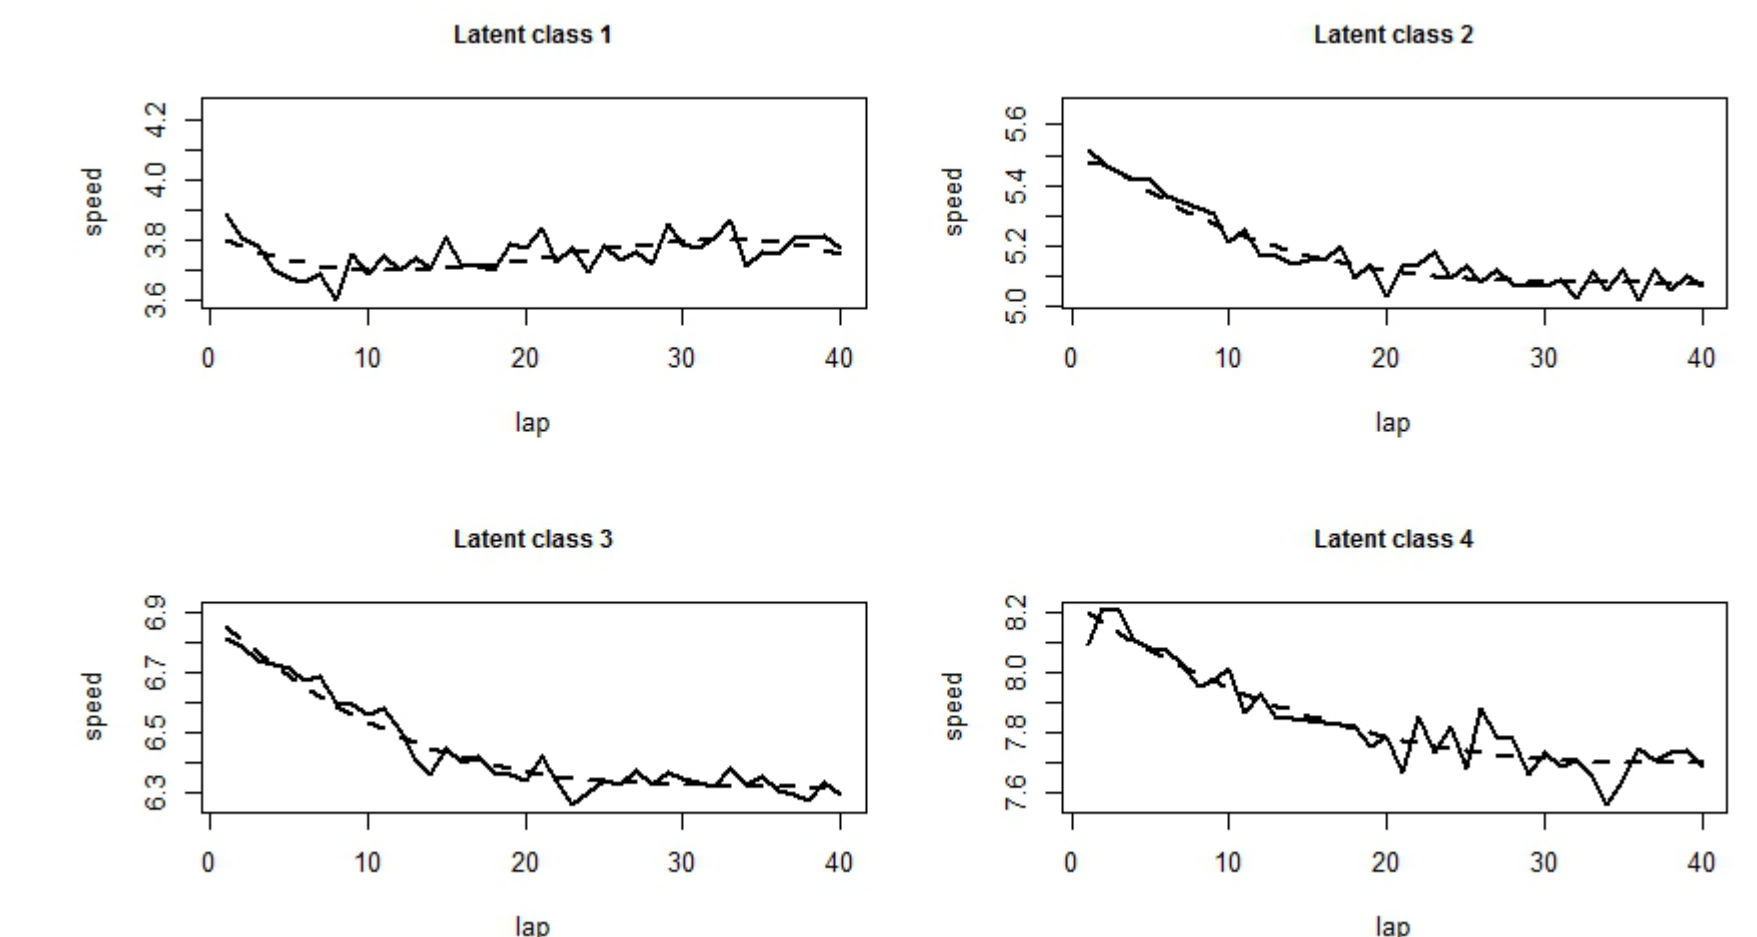 Latent class 1
4.2
4.0
3.8
3.6
speed
0 10 20 30 40
lap
Latent class 2
5.6
5.4
5.2
5.0
speed
0 10 20 30 40
lap
Latent class 3
6.9
6.7
6.5
6.3
speed
0 10 20 30 40
lap
Latent class 4
8.2
8.0
7.8
7.6
speed
0 10 20 30 40
lap